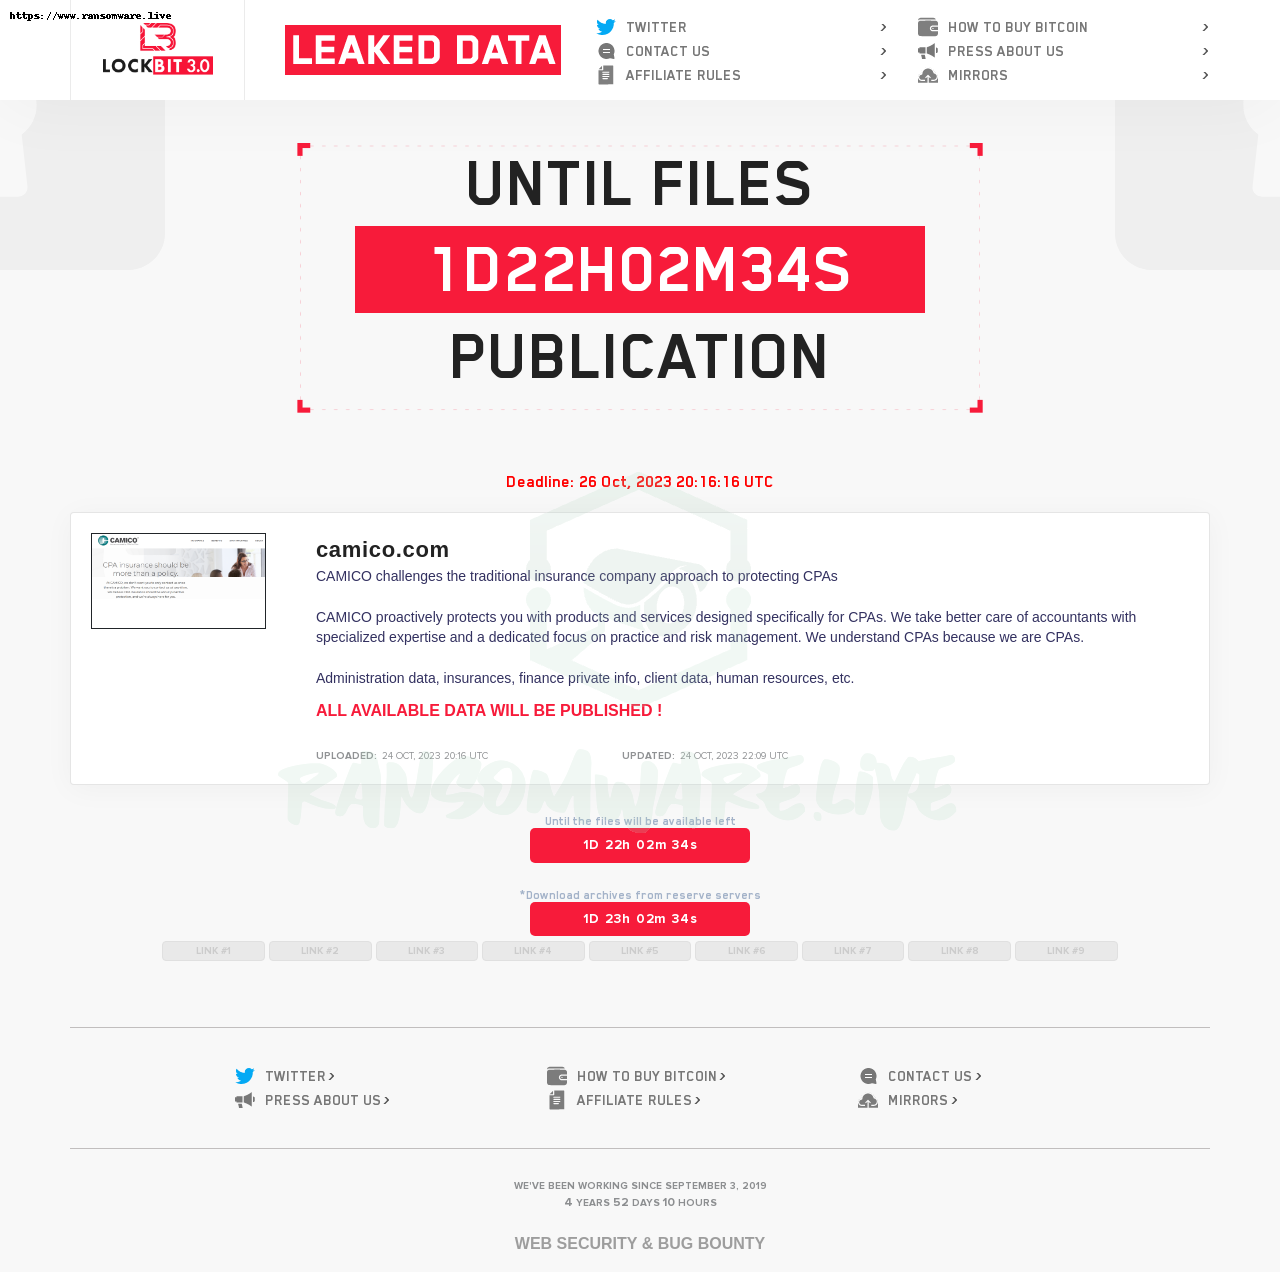 https://www.ransomware.live
LOCKBIT 3.0
LEAKED DATA
TWITTER >
CONTACT US >
AFFILIATE RULES >
HOW TO BUY BITCOIN >
PRESS ABOUT US >
MIRRORS >
UNTIL FILES
1D22H02M34S
PUBLICATION
Deadline: 26 Oct, 2023 20:16:16 UTC
CAMICO
CPA insurance should be
more than a policy.
camico.com
CAMICO challenges the traditional insurance company approach to protecting CPAs
CAMICO proactively protects you with products and services designed specifically for CPAs. We take better care of accountants with
specialized expertise and a dedicated focus on practice and risk management. We understand CPAs because we are CPAs.
Administration data, insurances, finance private info, client data, human resources, etc.
ALL AVAILABLE DATA WILL BE PUBLISHED !
UPLOADED: 24 OCT, 2023 20:16 UTC
UPDATED: 24 OCT, 2023 22:09 UTC
RANSOMWARE.LIVE
Until the files will be available left
1D 22h 02m 34s
*Download archives from reserve servers
1D 23h 02m 34s
LINK #1 LINK #2 LINK #3 LINK #4 LINK #5 LINK #6 LINK #7 LINK #8 LINK #9
TWITTER >
PRESS ABOUT US >
HOW TO BUY BITCOIN >
AFFILIATE RULES >
CONTACT US >
MIRRORS >
WE'VE BEEN WORKING SINCE SEPTEMBER 3, 2019
4 YEARS 52 DAYS 10 HOURS
WEB SECURITY & BUG BOUNTY